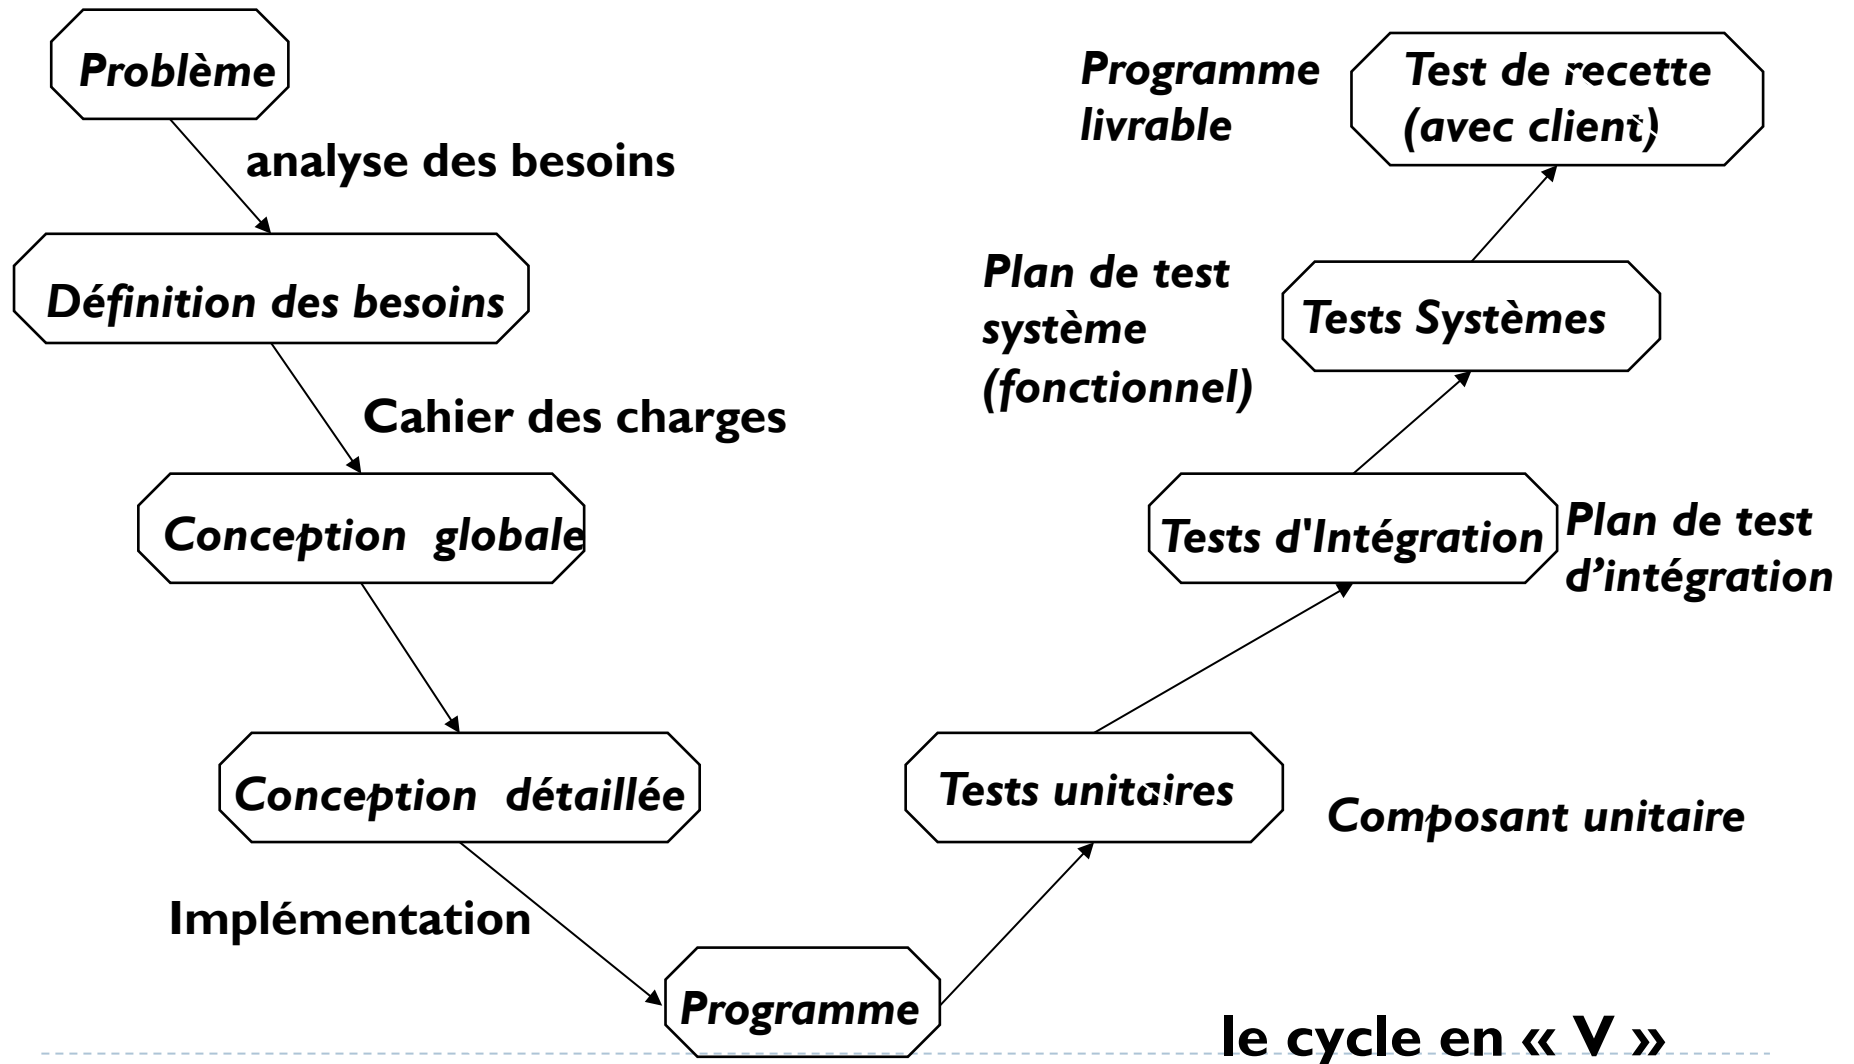 Problème
analyse des besoins
Définition des besoins
Cahier des charges
Conception globale
Conception détaillée
Implémentation
Programme
Programme
livrable
Test de recette
(avec client)
Plan de test
système
(fonctionnel)
Tests Systèmes
Tests d'Intégration
Plan de test
d’intégration
Tests unitaires
Composant unitaire
le cycle en « V »